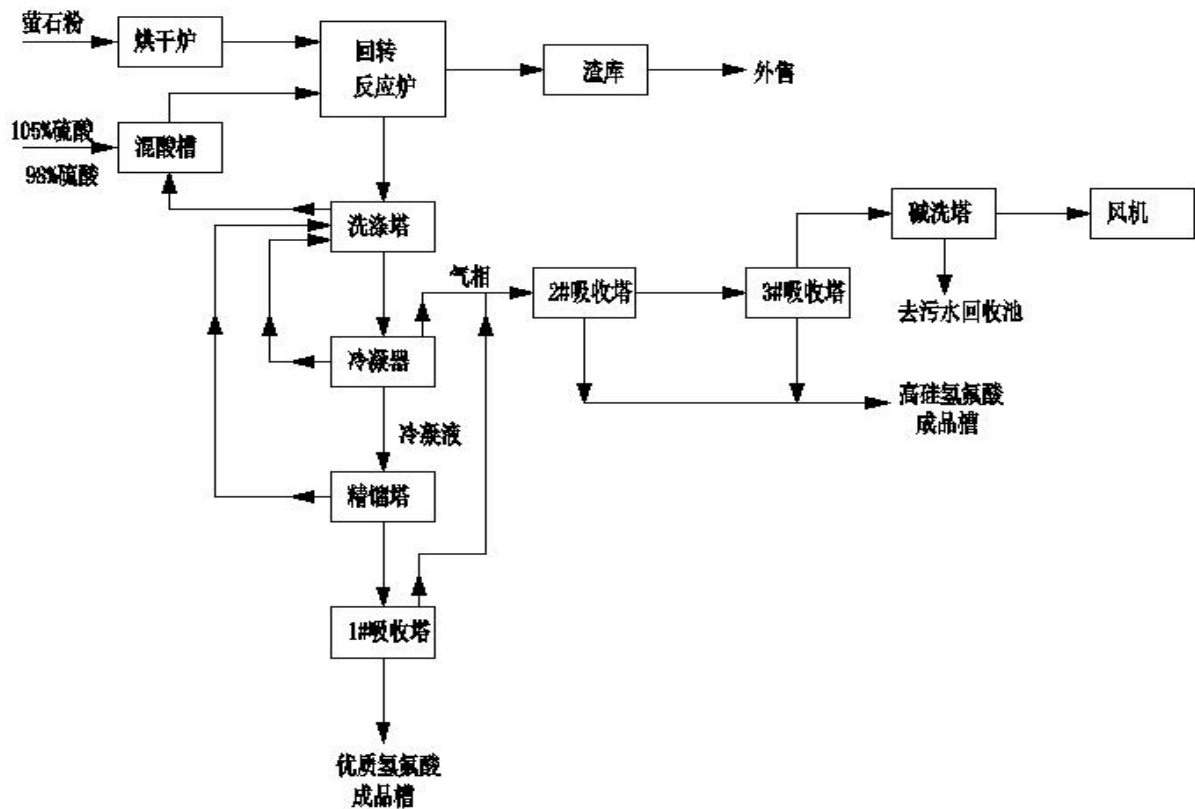 萤石粉
烘干炉
回转
反应炉
渣库
外售
105%硫酸
98%硫酸
混酸槽
洗涤塔
碱洗塔
风机
气相
2#吸收塔
3#吸收塔
去污水回收池
冷凝器
高硅氢氟酸
成品槽
冷凝液
精馏塔
1#吸收塔
优质氢氟酸
成品槽